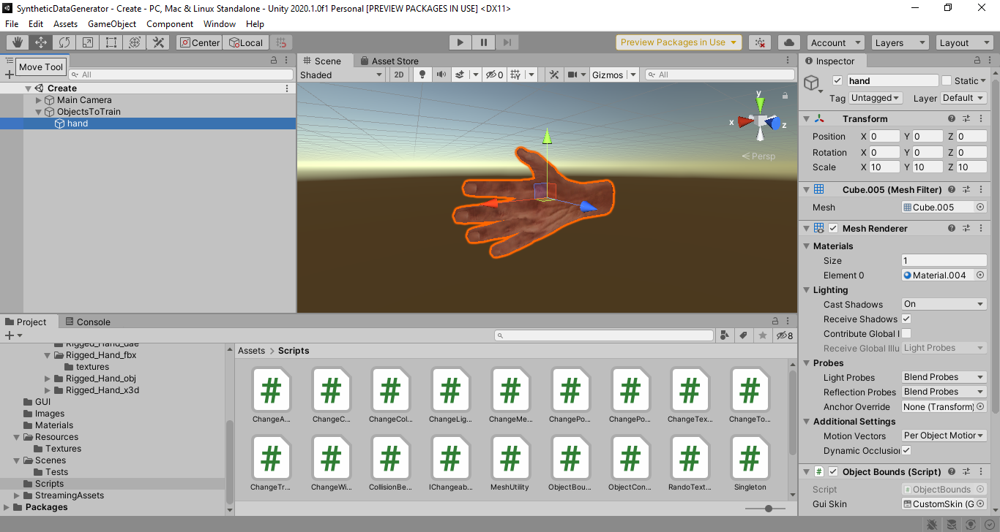 SyntheticDataGenerator - Create - PC, Mac & Linux Standalone - Unity 2020.1.0f1 Personal [PREVIEW PACKAGES IN USE] <DX11>
File Edit Assets GameObject Component Window Help
Center Local Preview Packages in Use Account Layers Layout
Move Tool
All
Create
Main Camera
ObjectsToTrain
hand
Scene Asset Store
Shaded 2D 0 Gizmos All
y
x z
Persp
Inspector
hand Static
Tag Untagged Layer Default
Transform
Position X 0 Y 0 Z 0
Rotation X 0 Y 0 Z 0
Scale X 10 Y 10 Z 10
Cube.005 (Mesh Filter)
Mesh Cube.005
Mesh Renderer
Materials
Size 1
Element 0 Material.004
Lighting
Cast Shadows On
Receive Shadows
Contribute Global I
Receive Global Illu Light Probes
Probes
Light Probes Blend Probes
Reflection Probes Blend Probes
Anchor Override None (Transform)
Additional Settings
Motion Vectors Per Object Motion
Dynamic Occlusion
Object Bounds (Script)
Script ObjectBounds
Gui Skin CustomSkin (G
Project Console
8
Rigged_Hand_dae
Rigged_Hand_fbx
textures
Rigged_Hand_obj
Rigged_Hand_x3d
GUI
Images
Materials
Resources
Textures
Scenes
Tests
Scripts
StreamingAssets
Packages
Assets > Scripts
ChangeA... ChangeC... ChangeCol... ChangeLig... ChangeMe... ChangePo... ChangePo... ChangeTex... ChangeTo...
ChangeTr... ChangeWi... CollisionBe... IChangeab... MeshUtility ObjectBou... ObjectCon... RandoText... Singleton